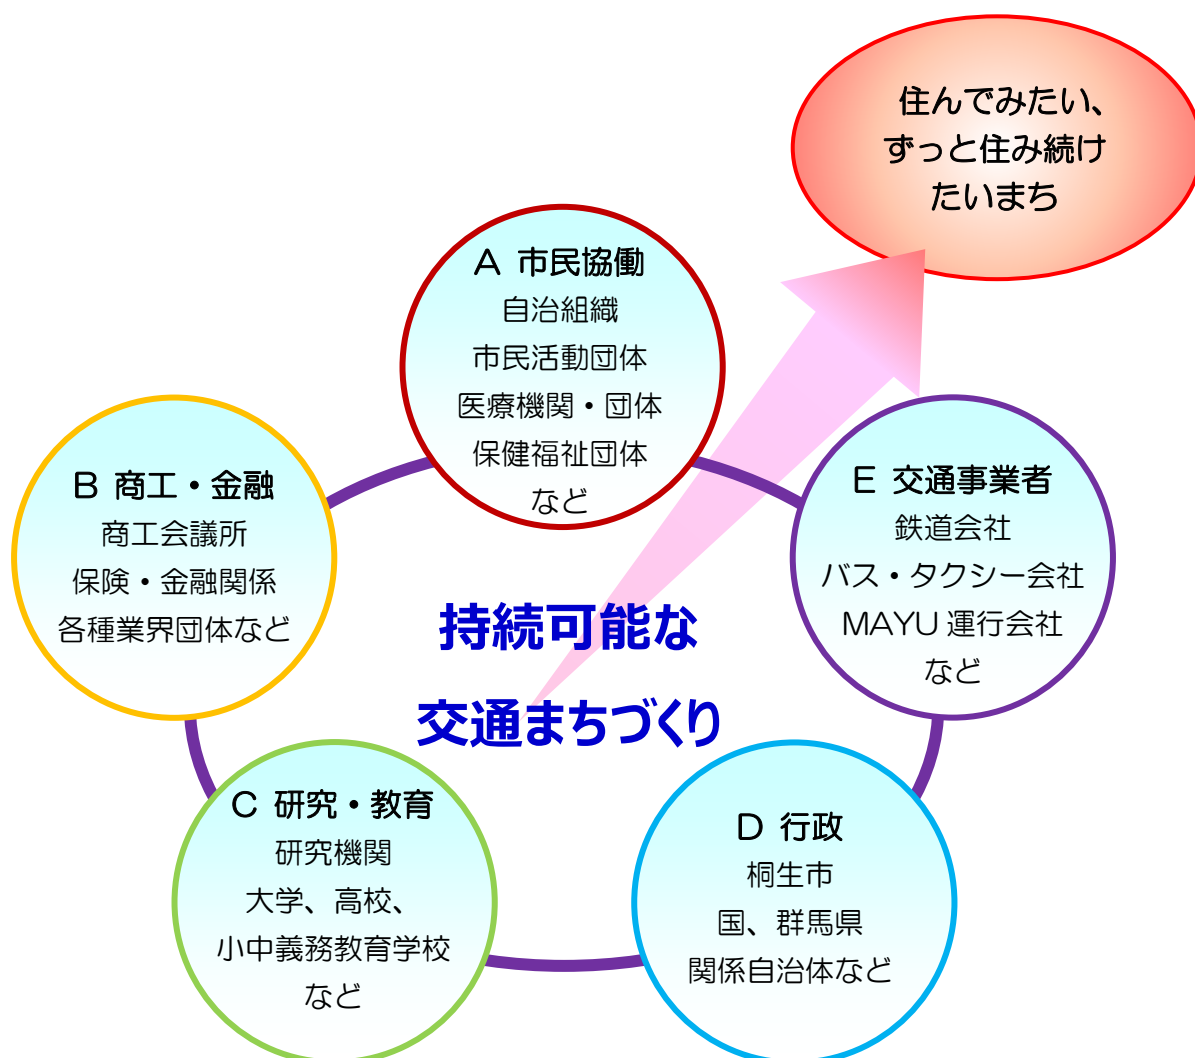 住んでみたい、
ずっと住み続け
たいまち
A 市民協働
自治組織
市民活動団体
医療機関・団体
保健福祉団体
など
B 商工・金融
商工会議所
保険・金融関係
各種業界団体など
E 交通事業者
鉄道会社
バス・タクシー会社
MAYU 運行会社
など
持続可能な
交通まちづくり
C 研究・教育
研究機関
大学、高校、
小中義務教育学校
など
D 行政
桐生市
国、群馬県
関係自治体など